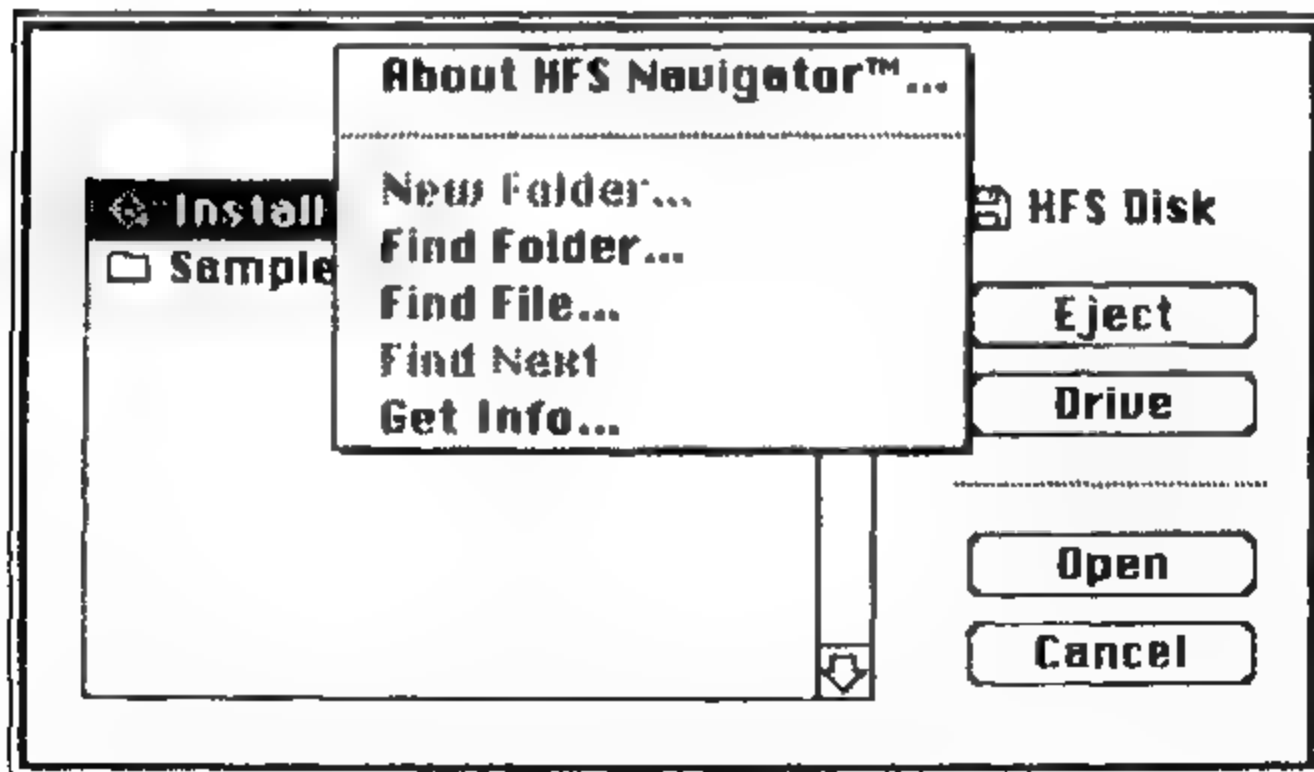 About HFS Navigator™...
New Folder...
Find Folder...
Find File...
Find Next
Get Info...
Install
Sample
HFS Disk
Eject
Drive
Open
Cancel